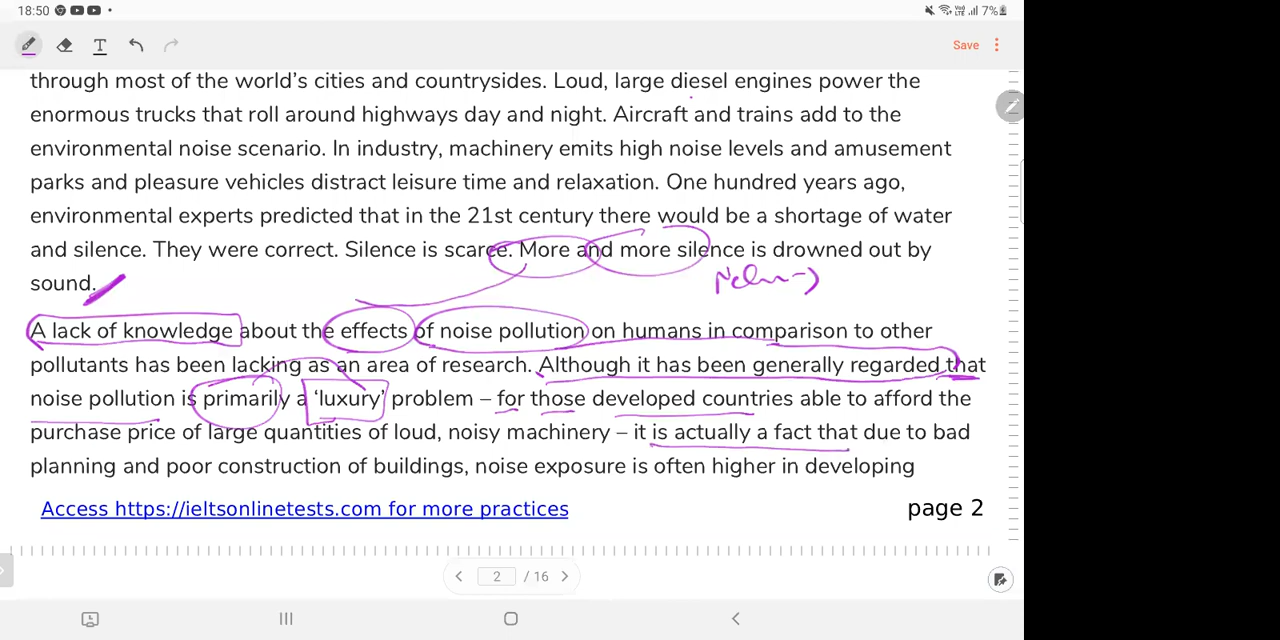 18:50
7%
T
Save
through most of the world's cities and countrysides. Loud, large diesel engines power the
enormous trucks that roll around highways day and night. Aircraft and trains add to the
environmental noise scenario. In industry, machinery emits high noise levels and amusement
parks and pleasure vehicles distract leisure time and relaxation. One hundred years ago,
environmental experts predicted that in the 21st century there would be a shortage of water
and silence. They were correct. Silence is scarce. More and more silence is drowned out by
sound.
A lack of knowledge about the effects of noise pollution on humans in comparison to other
pollutants has been lacking as an area of research. Although it has been generally regarded that
noise pollution is primarily a ‘luxury’ problem – for those developed countries able to afford the
purchase price of large quantities of loud, noisy machinery – it is actually a fact that due to bad
planning and poor construction of buildings, noise exposure is often higher in developing
Access https://ieltsonlinetests.com for more practices
page 2
2 / 16